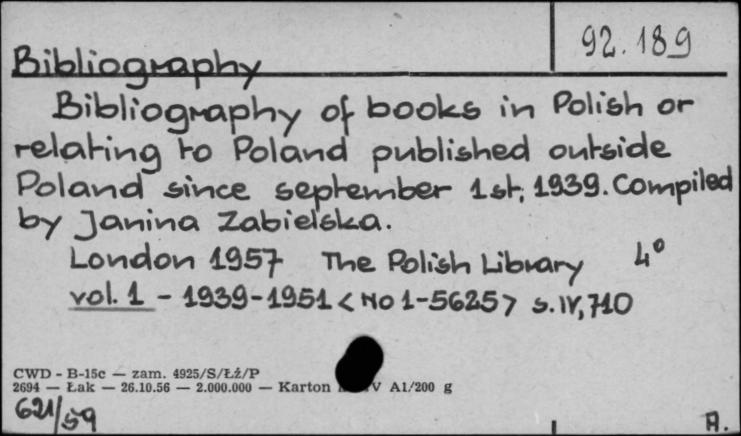 92.189
Bibliography
Bibliography of books in Polish or
relating to Poland published outside
Poland since september 1st, 1939. Compiled
by Janina Zabielska.
London 1957 The Polish Library 4°
vol. 1 - 1939-1951 < No 1-5625 > s. IV, 710
CWD - B-15c — zam. 4925/S/Łź/P
2694 — Łak — 26.10.56 — 2.000.000 — Karton V A1/200 g
621/59
A.